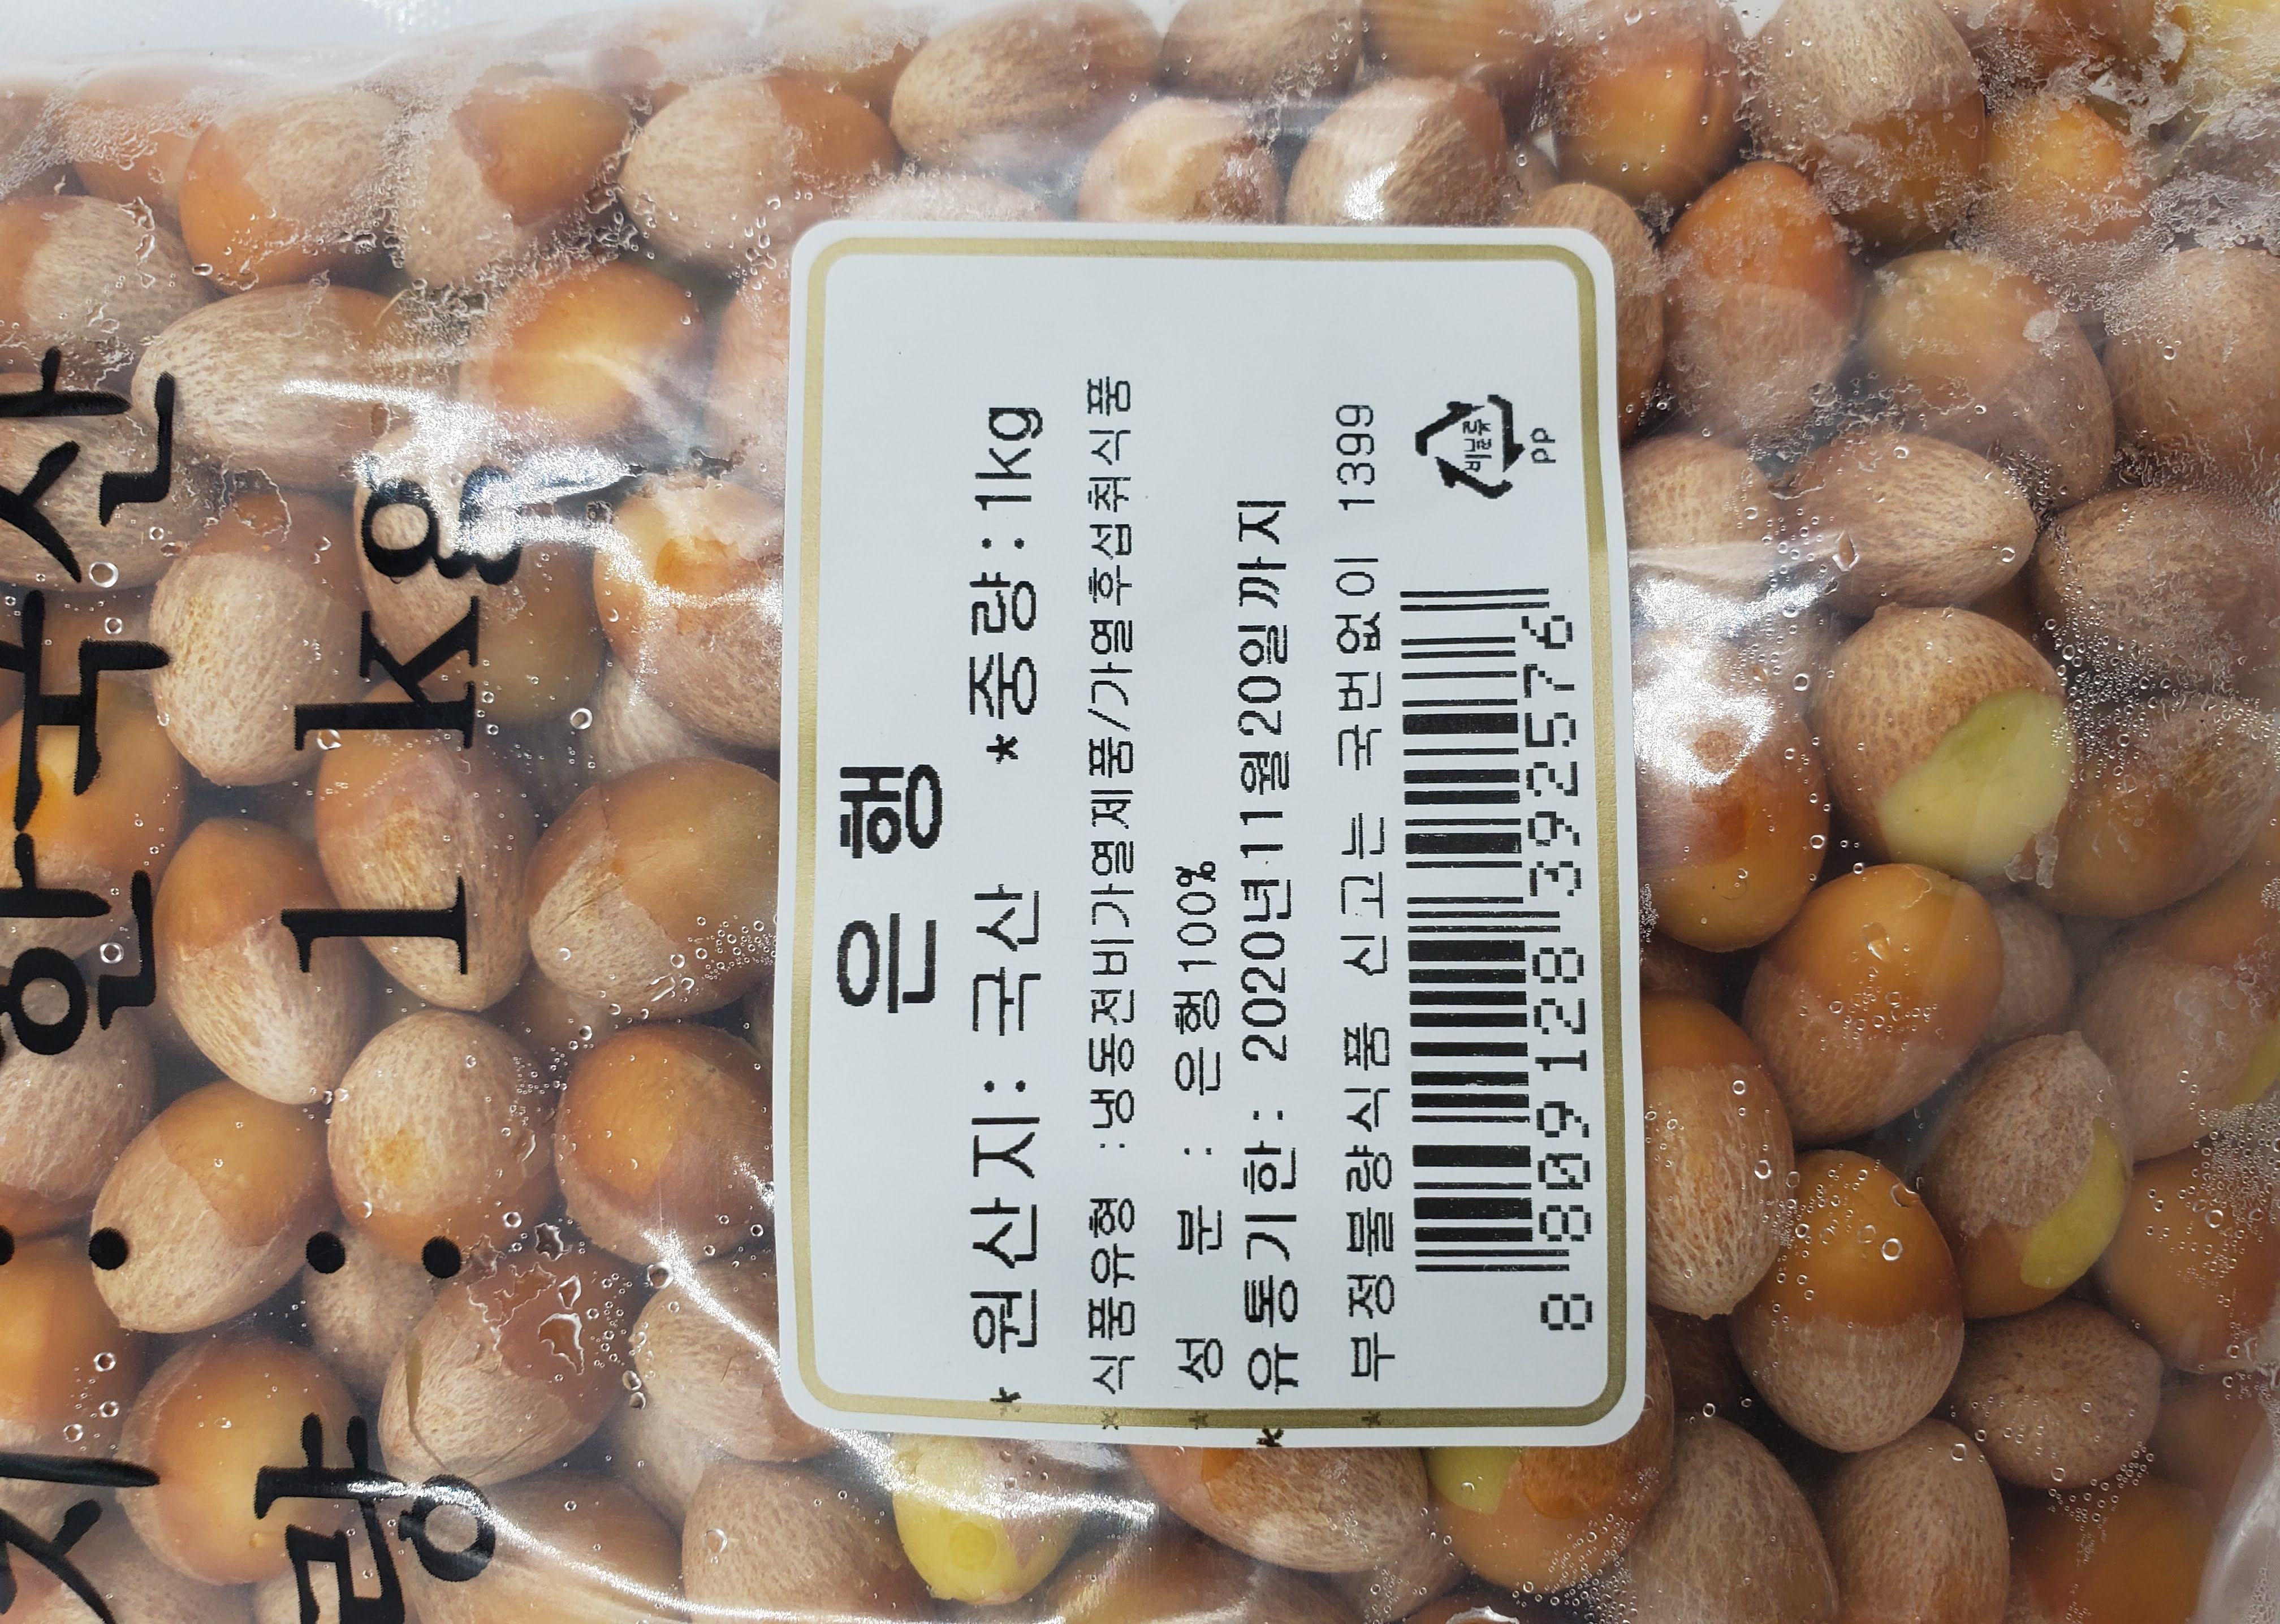 한국산
1kg
은행
* 원산지: 국산 *중량:1kg
* 식품유형 :냉동전비가열제품/가열후섭취식품
* 성 분 : 은행100%
* 유통기한: 2020년11월20일까지
* 부정불량식품 신고는 국번없이 1399
비닐류
PP
8 809128 392576